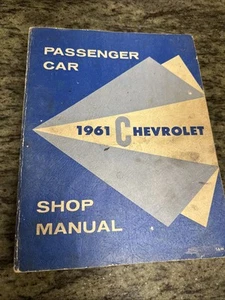 PASSENGER
CAR
1961 CHEVROLET
SHOP
MANUAL